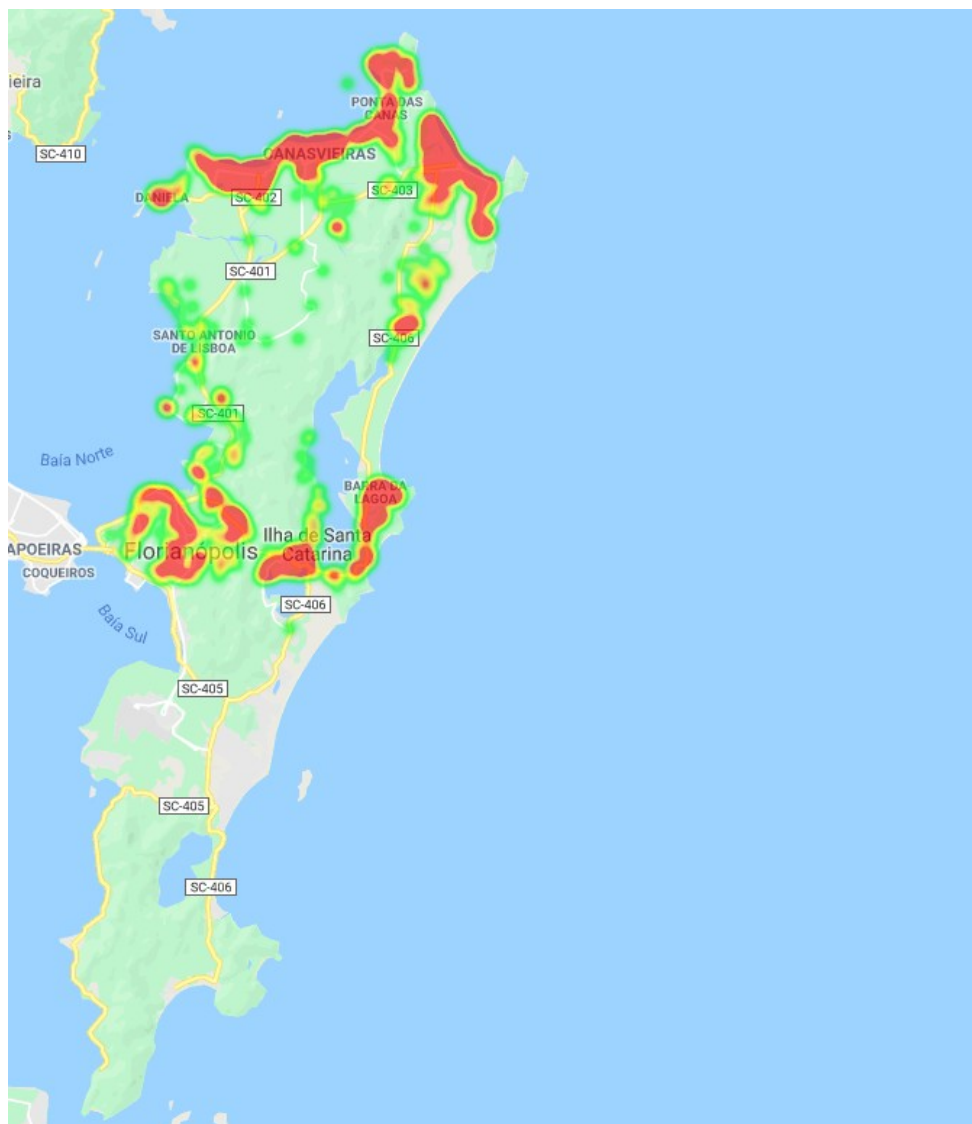 ieira
SC-410
PONTA DAS
CANAS
CANASVIEIRAS
DANIELA
SC-402
SC-403
SC-401
SANTO ANTONIO
DE LISBOA
SC-406
SC-401
Baía Norte
BARRA DA
LAGOA
Ilha de Santa
Catarina
Florianópolis
APOEIRAS
COQUEIROS
SC-406
Baía Sul
SC-405
SC-405
SC-406